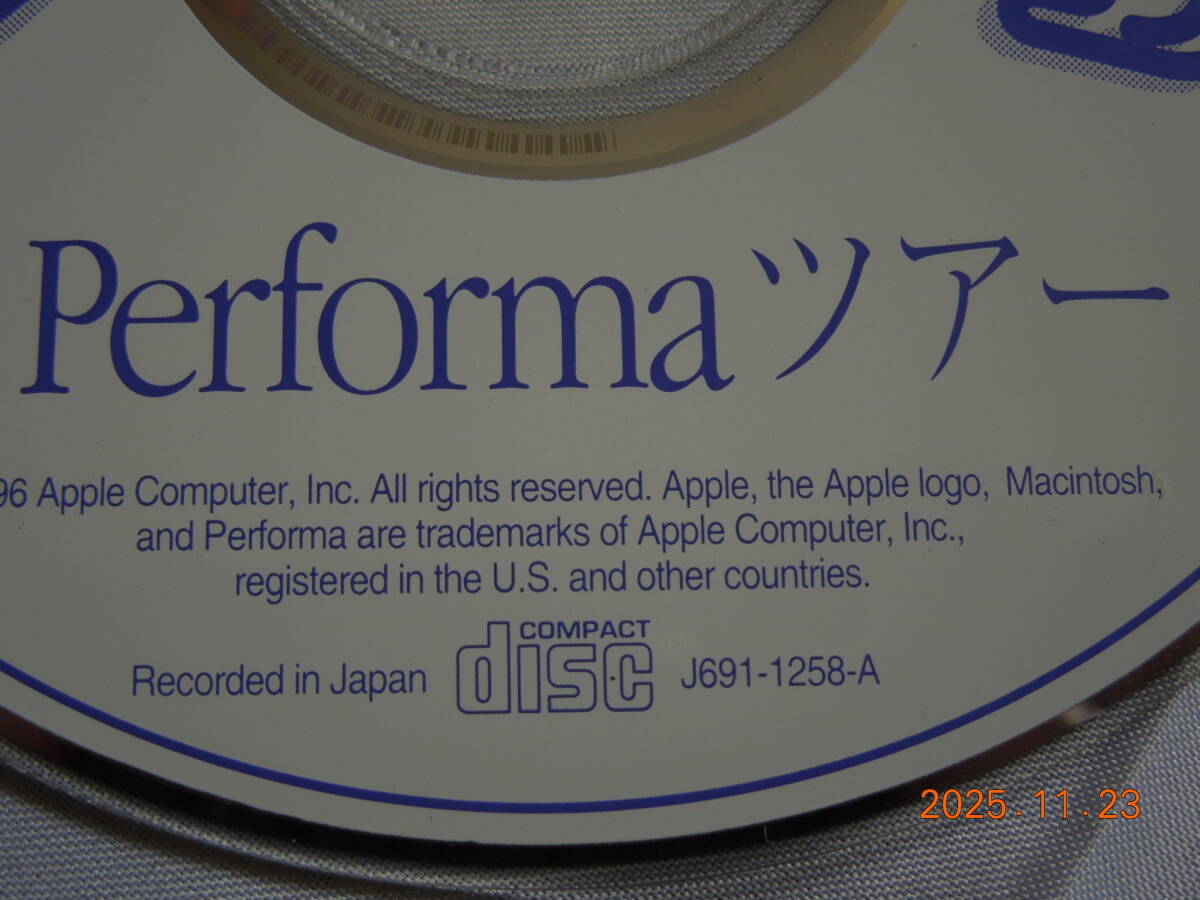 Performaツアー
96 Apple Computer, Inc. All rights reserved. Apple, the Apple logo, Macintosh,
and Performa are trademarks of Apple Computer, Inc.,
registered in the U.S. and other countries.
Recorded in Japan COMPACT disc J691-1258-A
2025.11.23